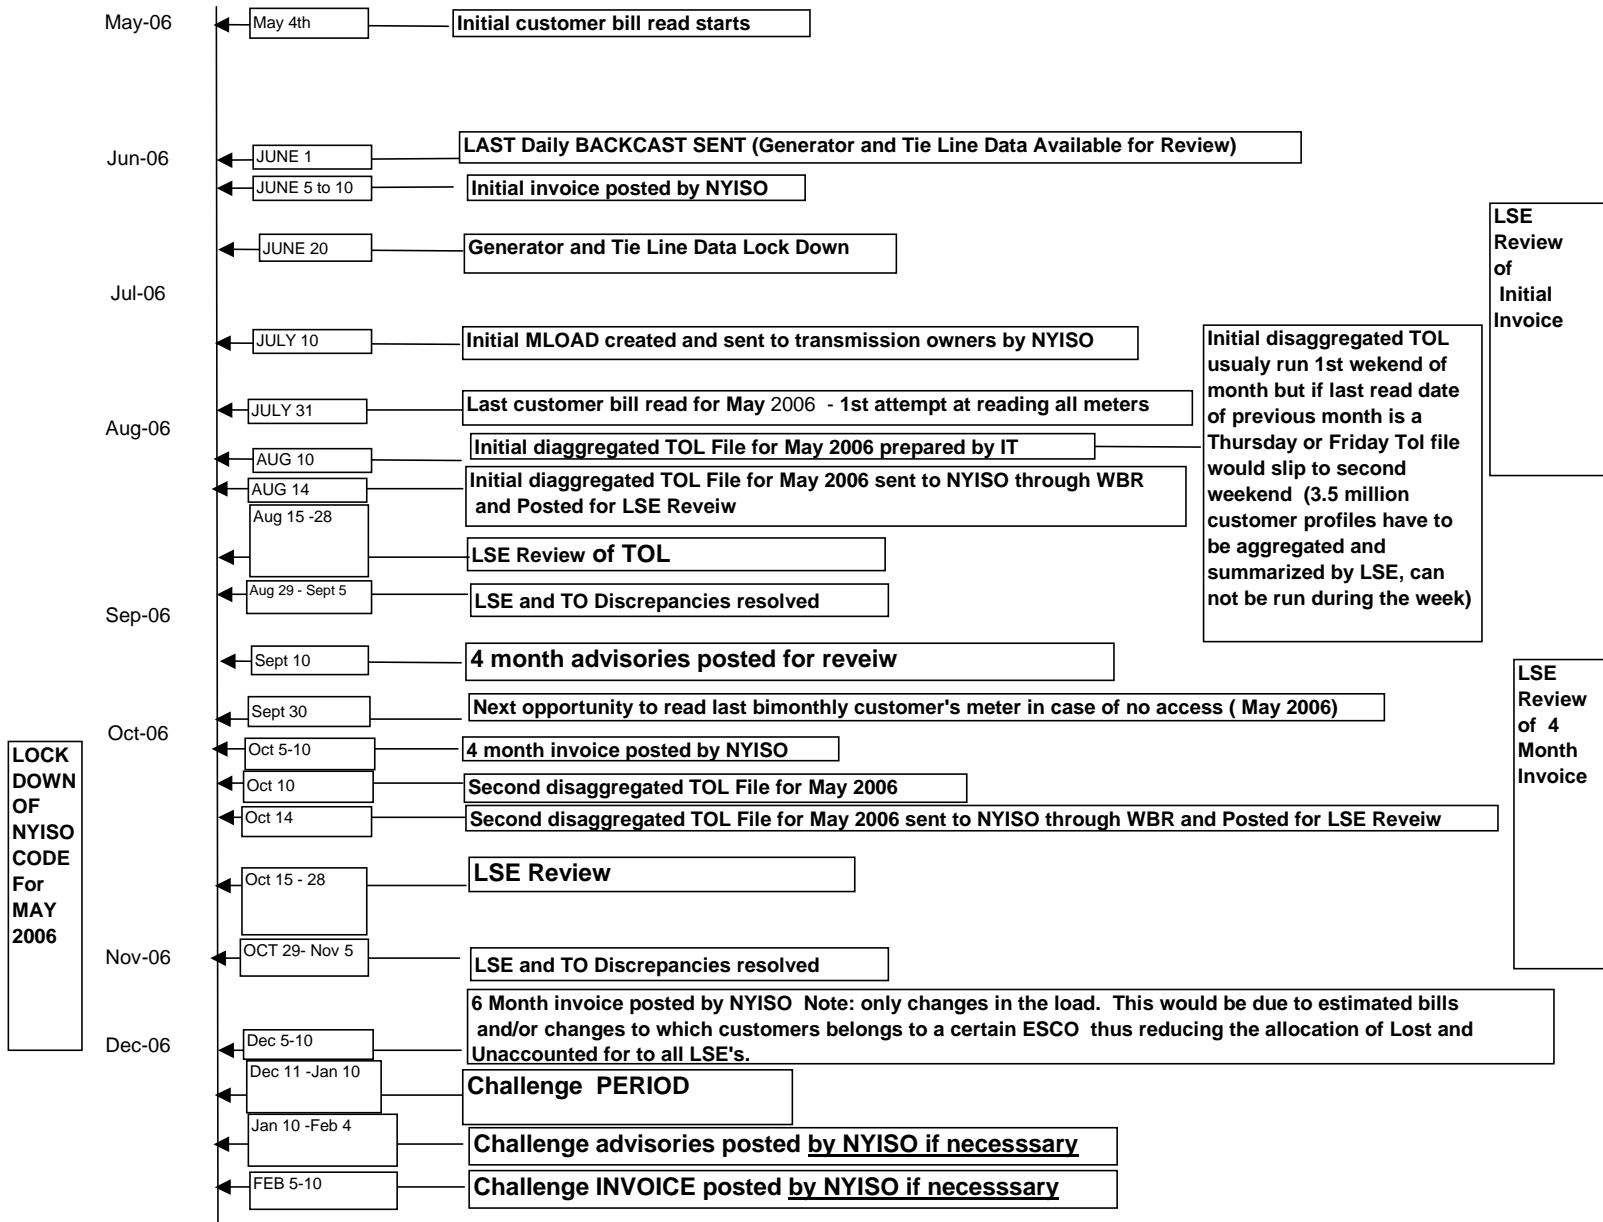 May-06
May 4th
Initial customer bill read starts
Jun-06
JUNE 1
LAST Daily BACKCAST SENT (Generator and Tie Line Data Available for Review)
JUNE 5 to 10
Initial invoice posted by NYISO
LSE
Review
of
Initial
Invoice
JUNE 20
Generator and Tie Line Data Lock Down
Jul-06
JULY 10
Initial MLOAD created and sent to transmission owners by NYISO
Initial disaggregated TOL
usualy run 1st wekend of
month but if last read date
of previous month is a
Thursday or Friday Tol file
would slip to second
weekend (3.5 million
customer profiles have to
be aggregated and
summarized by LSE, can
not be run during the week)
JULY 31
Last customer bill read for May 2006 - 1st attempt at reading all meters
Aug-06
Initial diaggregated TOL File for May 2006 prepared by IT
AUG 10
AUG 14
Initial diaggregated TOL File for May 2006 sent to NYISO through WBR
and Posted for LSE Reveiw
Aug 15 -28
LSE Review of TOL
Aug 29 - Sept 5
LSE and TO Discrepancies resolved
Sep-06
Sept 10
4 month advisories posted for reveiw
LSE
Review
of 4
Month
Invoice
Sept 30
Next opportunity to read last bimonthly customer's meter in case of no access ( May 2006)
Oct-06
Oct 5-10
4 month invoice posted by NYISO
LOCK
DOWN
OF
NYISO
CODE
For
MAY
2006
Oct 10
Second disaggregated TOL File for May 2006
Oct 14
Second disaggregated TOL File for May 2006 sent to NYISO through WBR and Posted for LSE Reveiw
Oct 15 - 28
LSE Review
Nov-06
OCT 29- Nov 5
LSE and TO Discrepancies resolved
6 Month invoice posted by NYISO Note: only changes in the load. This would be due to estimated bills
and/or changes to which customers belongs to a certain ESCO thus reducing the allocation of Lost and
Unaccounted for to all LSE's.
Dec-06
Dec 5-10
Dec 11 -Jan 10
Challenge PERIOD
Jan 10 -Feb 4
Challenge advisories posted by NYISO if necesssary
FEB 5-10
Challenge INVOICE posted by NYISO if necesssary